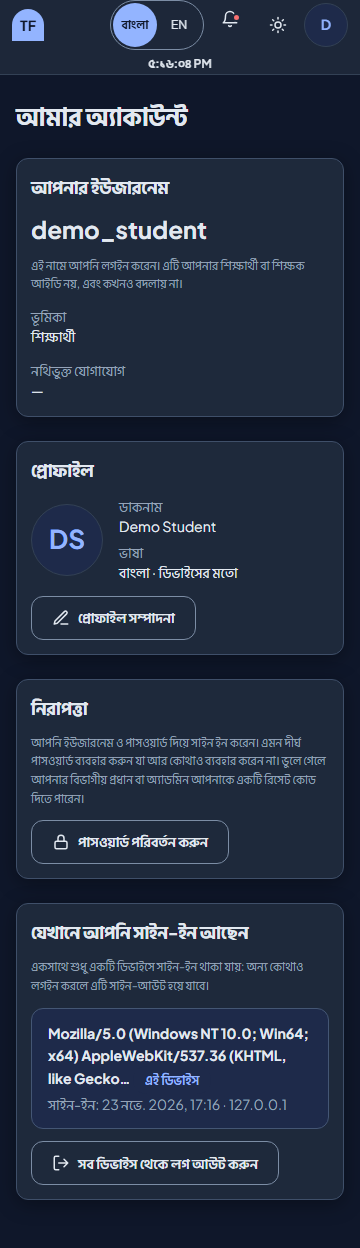 TF
বাংলা
EN
D
৫:১৬:০৪ PM
আমার অ্যাকাউন্ট
আপনার ইউজারনেম
demo_student
এই নামে আপনি লগইন করেন। এটি আপনার শিক্ষার্থী বা শিক্ষক
আইডি নয়, এবং কখনও বদলায় না।
ভূমিকা
শিক্ষার্থী
নথিভুক্ত যোগাযোগ
—
প্রোফাইল
DS
ডাকনাম
Demo Student
ভাষা
বাংলা · ডিভাইসের মতো
প্রোফাইল সম্পাদনা
নিরাপত্তা
আপনি ইউজারনেম ও পাসওয়ার্ড দিয়ে সাইন ইন করেন। এমন দীর্ঘ
পাসওয়ার্ড ব্যবহার করুন যা আর কোথাও ব্যবহার করেন না। ভুলে গেলে
আপনার বিভাগীয় প্রধান বা অ্যাডমিন আপনাকে একটি রিসেট কোড
দিতে পারেন।
পাসওয়ার্ড পরিবর্তন করুন
যেখানে আপনি সাইন-ইন আছেন
একসাথে শুধু একটি ডিভাইসে সাইন-ইন থাকা যায়: অন্য কোথাও
লগইন করলে এটি সাইন-আউট হয়ে যাবে।
Mozilla/5.0 (Windows NT 10.0; Win64;
x64) AppleWebKit/537.36 (KHTML,
like Gecko… এই ডিভাইস
সাইন-ইন: 23 নভে. 2026, 17:16 · 127.0.0.1
সব ডিভাইস থেকে লগ আউট করুন